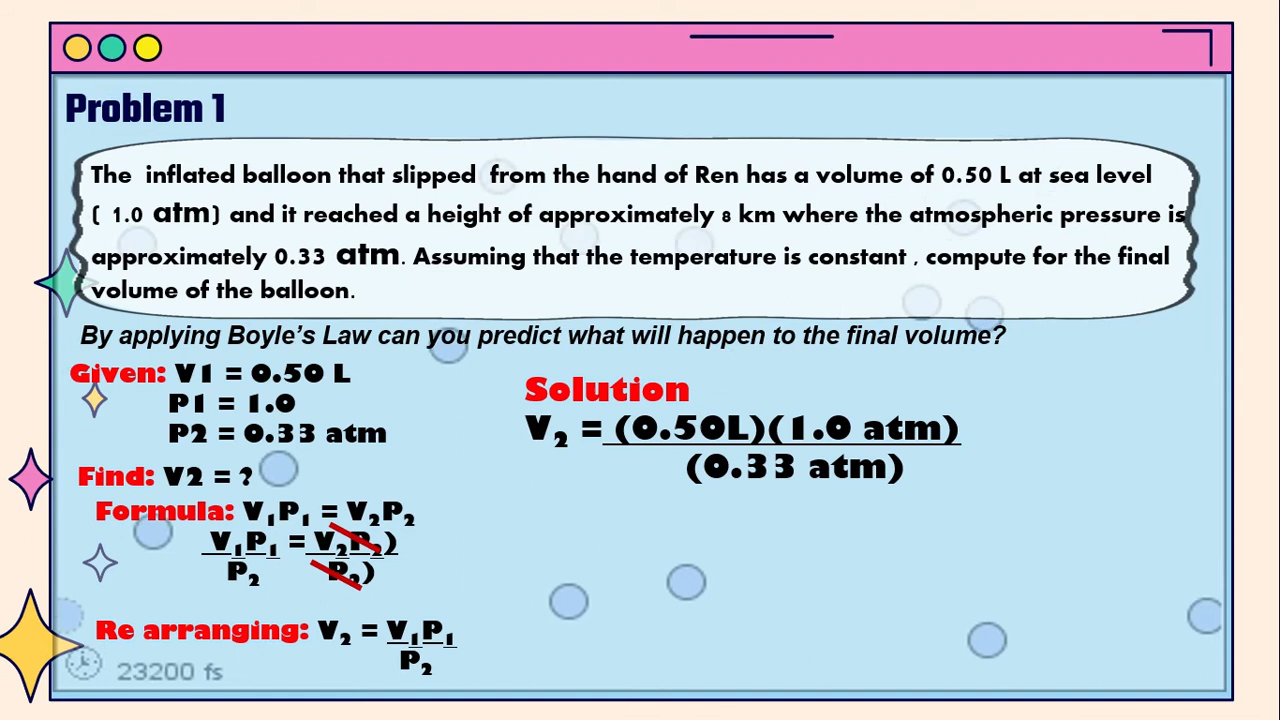 Problem 1
The inflated balloon that slipped from the hand of Ren has a volume of 0.50 L at sea level
( 1.0 atm) and it reached a height of approximately 8 km where the atmospheric pressure is
approximately 0.33 atm. Assuming that the temperature is constant , compute for the final
volume of the balloon.
By applying Boyle's Law can you predict what will happen to the final volume?
Given: V1 = 0.50 L
P1 = 1.0
P2 = 0.33 atm
Find: V2 = ?
Formula: V₁P₁ = V₂P₂
V₁P₁ = V₂P₂)
P₂ P₂)
Re arranging: V₂ = V₁P₁
P₂
23200 fs
Solution
V₂ = (0.50L)(1.0 atm)
(0.33 atm)